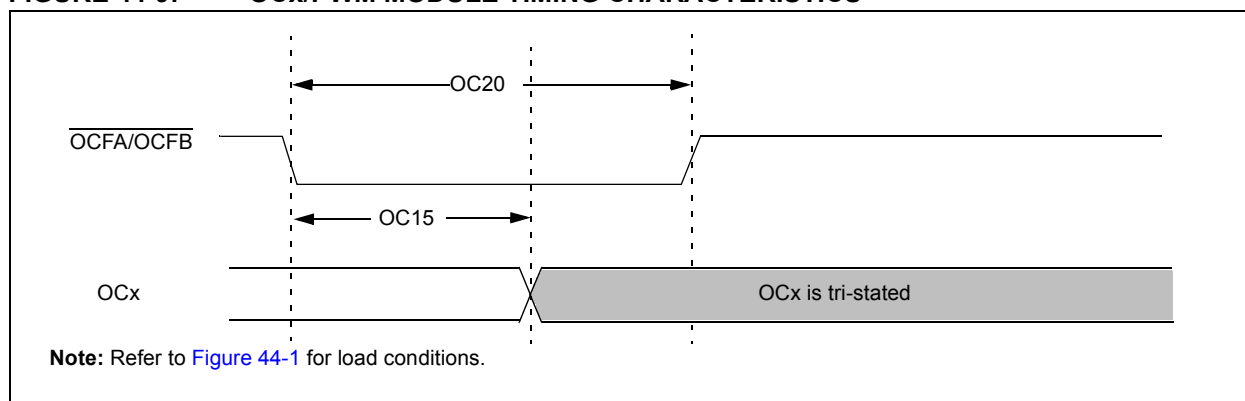 OC20
OCFA/OCFB
OC15
OCx
OCx is tri-stated
Note: Refer to Figure 44-1 for load conditions.